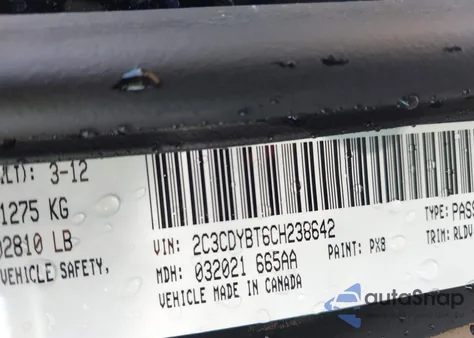 LT): 3-12
1275 KG
02810 LB
VEHICLE SAFETY,
VIN: 2C3CDYBT6CH238642
TYPE: PASS
MDH: 032021 665AA
PAINT: PX8
TRIM: RLDV
VEHICLE MADE IN CANADA
autoSnap